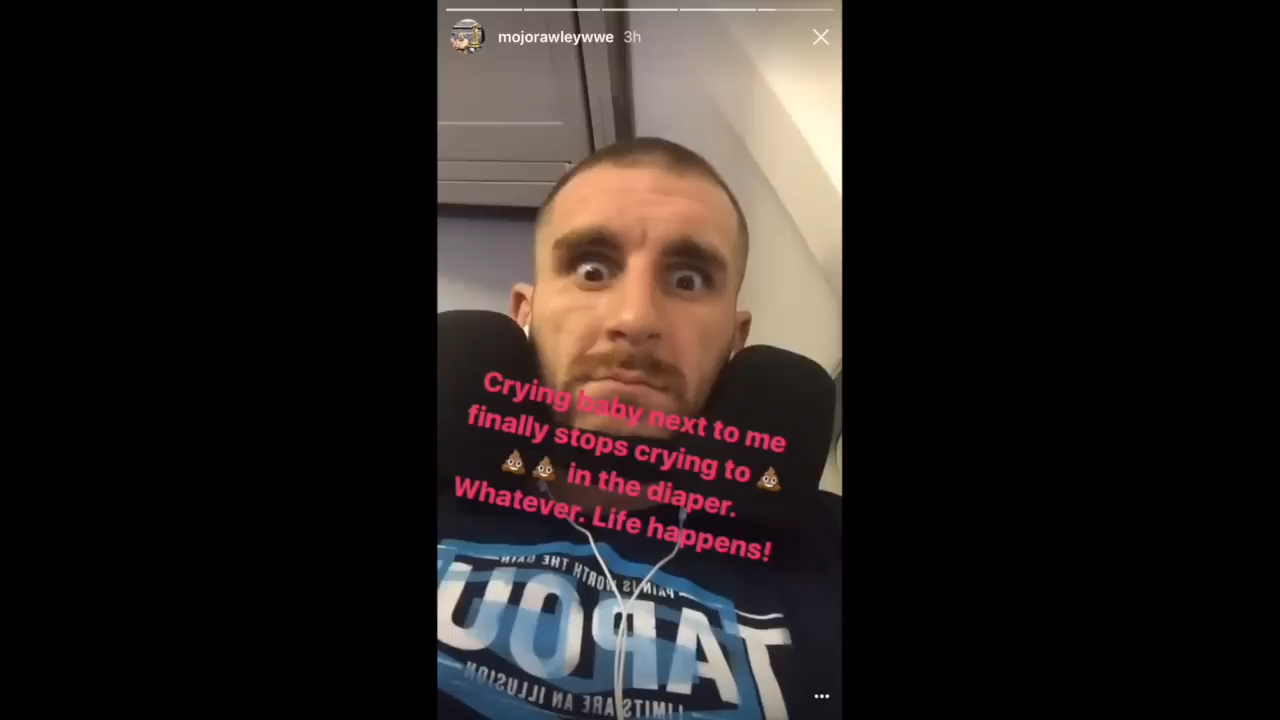 mojorawleywwe 3h
Crying baby next to me
finally stops crying to 💩
💩💩 in the diaper.
Whatever. Life happens!
PAIN IS WORTH THE GAIN
TAPOU
LIMITS ARE AN ILLUSION